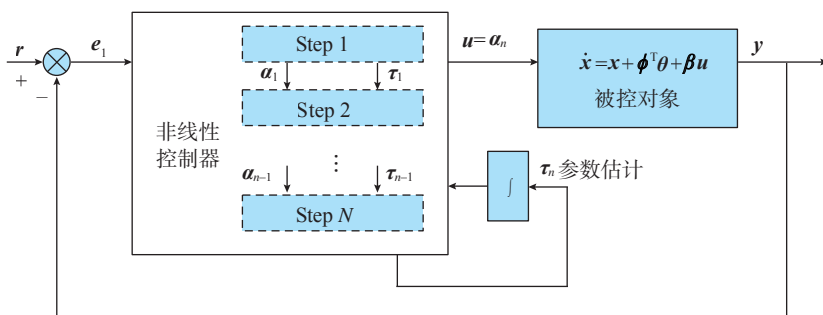 r
+
−
e₁
非线性
控制器
Step 1
α₁ τ₁
Step 2
⋮
αₙ₋₁ τₙ₋₁
Step N
u=αₙ
ẋ=x+ϕᵀθ+βu
被控对象
y
∫
τₙ 参数估计